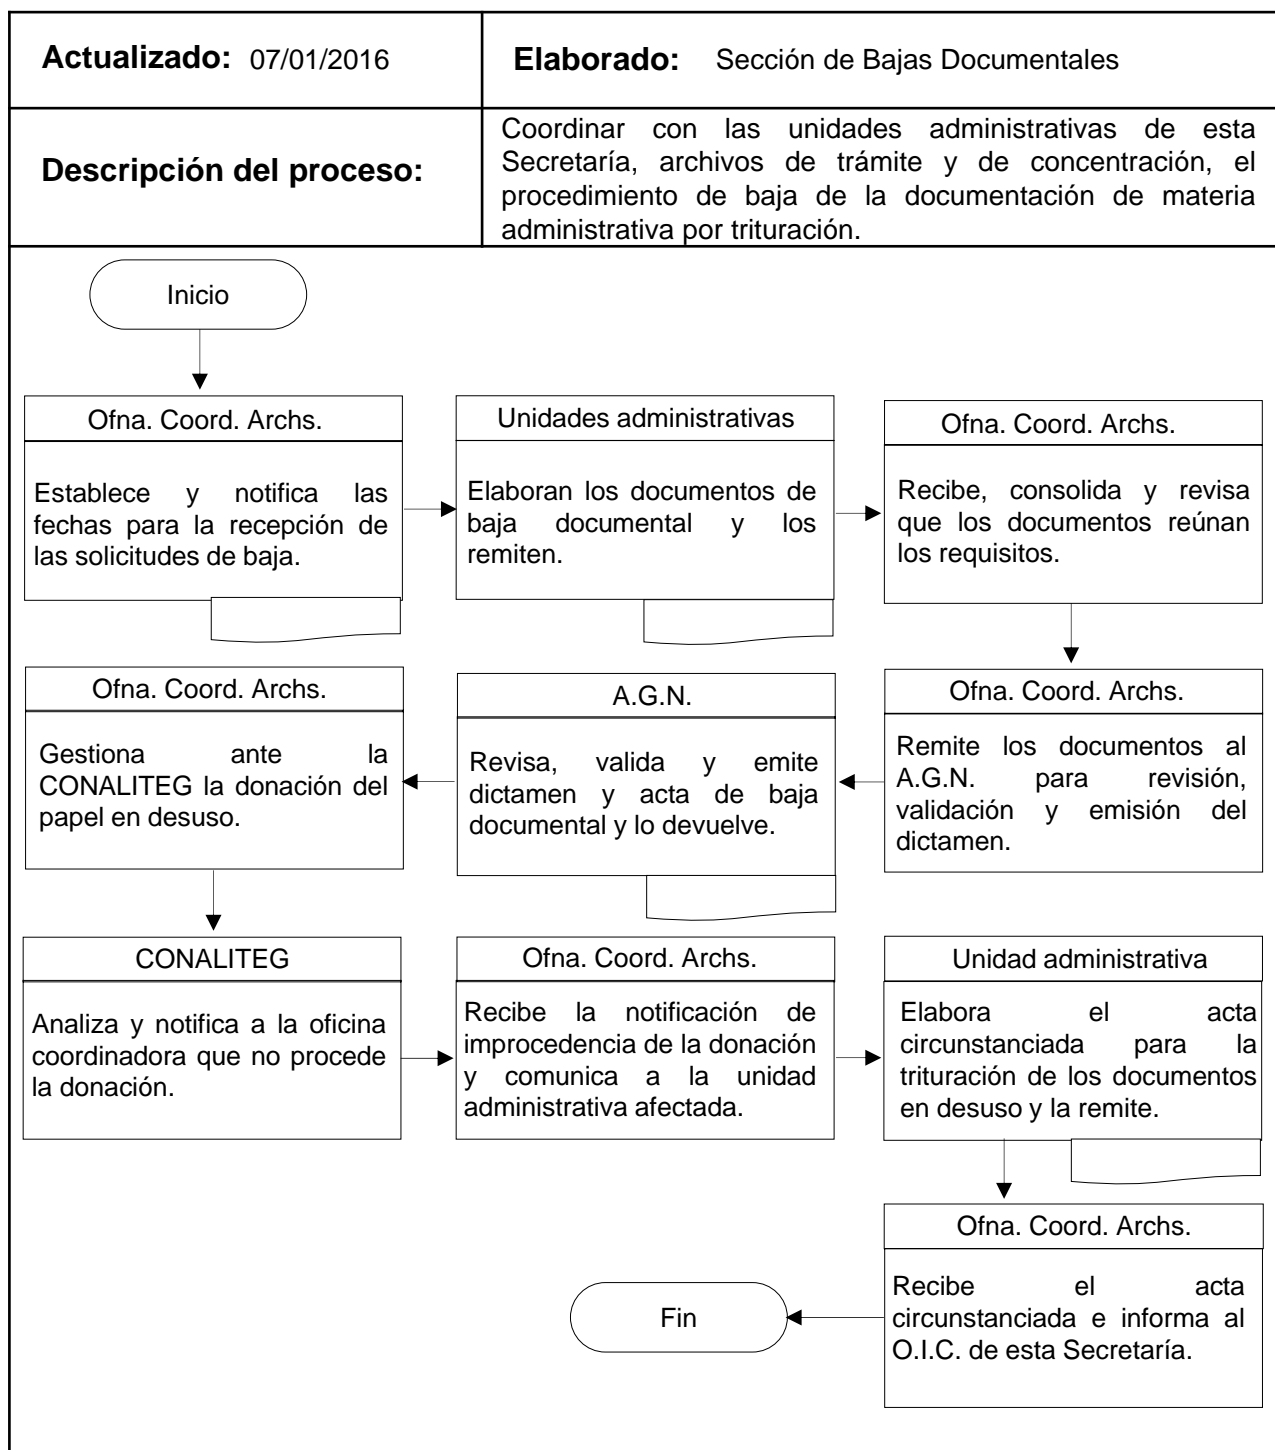 Actualizado: 07/01/2016
Elaborado: Sección de Bajas Documentales
Descripción del proceso:
Coordinar con las unidades administrativas de esta
Secretaría, archivos de trámite y de concentración, el
procedimiento de baja de la documentación de materia
administrativa por trituración.
Inicio
Ofna. Coord. Archs.
Establece y notifica las
fechas para la recepción de
las solicitudes de baja.
Unidades administrativas
Elaboran los documentos de
baja documental y los
remiten.
Ofna. Coord. Archs.
Recibe, consolida y revisa
que los documentos reúnan
los requisitos.
Ofna. Coord. Archs.
Remite los documentos al
A.G.N. para revisión,
validación y emisión del
dictamen.
A.G.N.
Revisa, valida y emite
dictamen y acta de baja
documental y lo devuelve.
Ofna. Coord. Archs.
Gestiona ante la
CONALITEG la donación del
papel en desuso.
CONALITEG
Analiza y notifica a la oficina
coordinadora que no procede
la donación.
Ofna. Coord. Archs.
Recibe la notificación de
improcedencia de la donación
y comunica a la unidad
administrativa afectada.
Unidad administrativa
Elabora el acta
circunstanciada para la
trituración de los documentos
en desuso y la remite.
Ofna. Coord. Archs.
Recibe el acta
circunstanciada e informa al
O.I.C. de esta Secretaría.
Fin